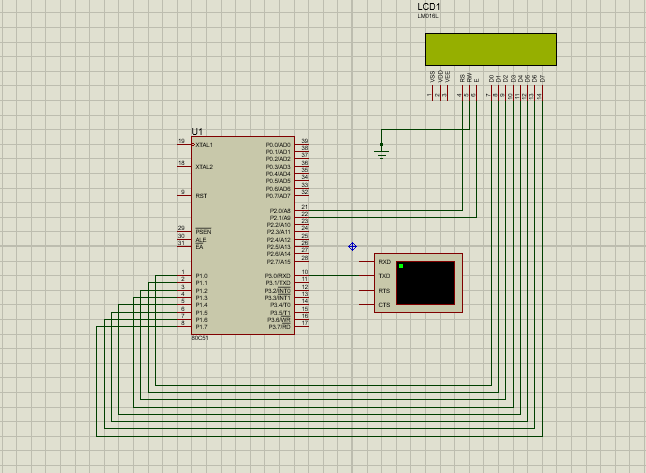 LCD1
LM016L
VSS VDD VEE RS RW E D0 D1 D2 D3 D4 D5 D6 D7
1 2 3 4 5 6 7 8 9 10 11 12 13 14
U1
19 XTAL1 P0.0/AD0 39
P0.1/AD1 38
P0.2/AD2 37
18 XTAL2 P0.3/AD3 36
P0.4/AD4 35
P0.5/AD5 34
P0.6/AD6 33
9 RST P0.7/AD7 32
P2.0/A8 21
P2.1/A9 22
P2.2/A10 23
29 PSEN P2.3/A11 24
30 ALE P2.4/A12 25
31 EA P2.5/A13 26
P2.6/A14 27
P2.7/A15 28
1 P1.0 P3.0/RXD 10
2 P1.1 P3.1/TXD 11
3 P1.2 P3.2/INT0 12
4 P1.3 P3.3/INT1 13
5 P1.4 P3.4/T0 14
6 P1.5 P3.5/T1 15
7 P1.6 P3.6/WR 16
8 P1.7 P3.7/RD 17
80C51
RXD
TXD
RTS
CTS